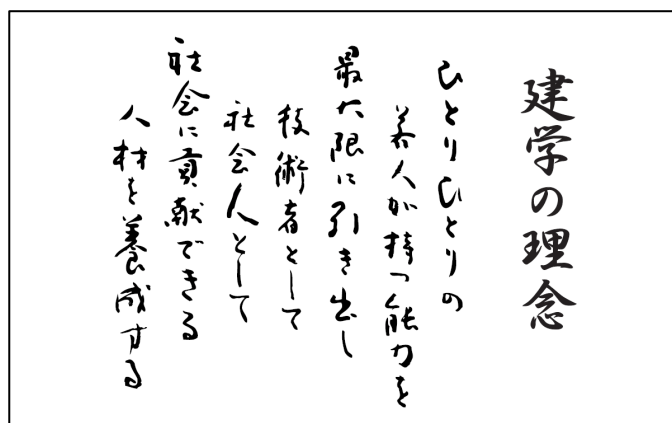 建学の理念
ひとりひとりの
若人が持つ能力を
最大限に引き出し
技術者として
社会人として
社会に貢献できる
人材を養成する